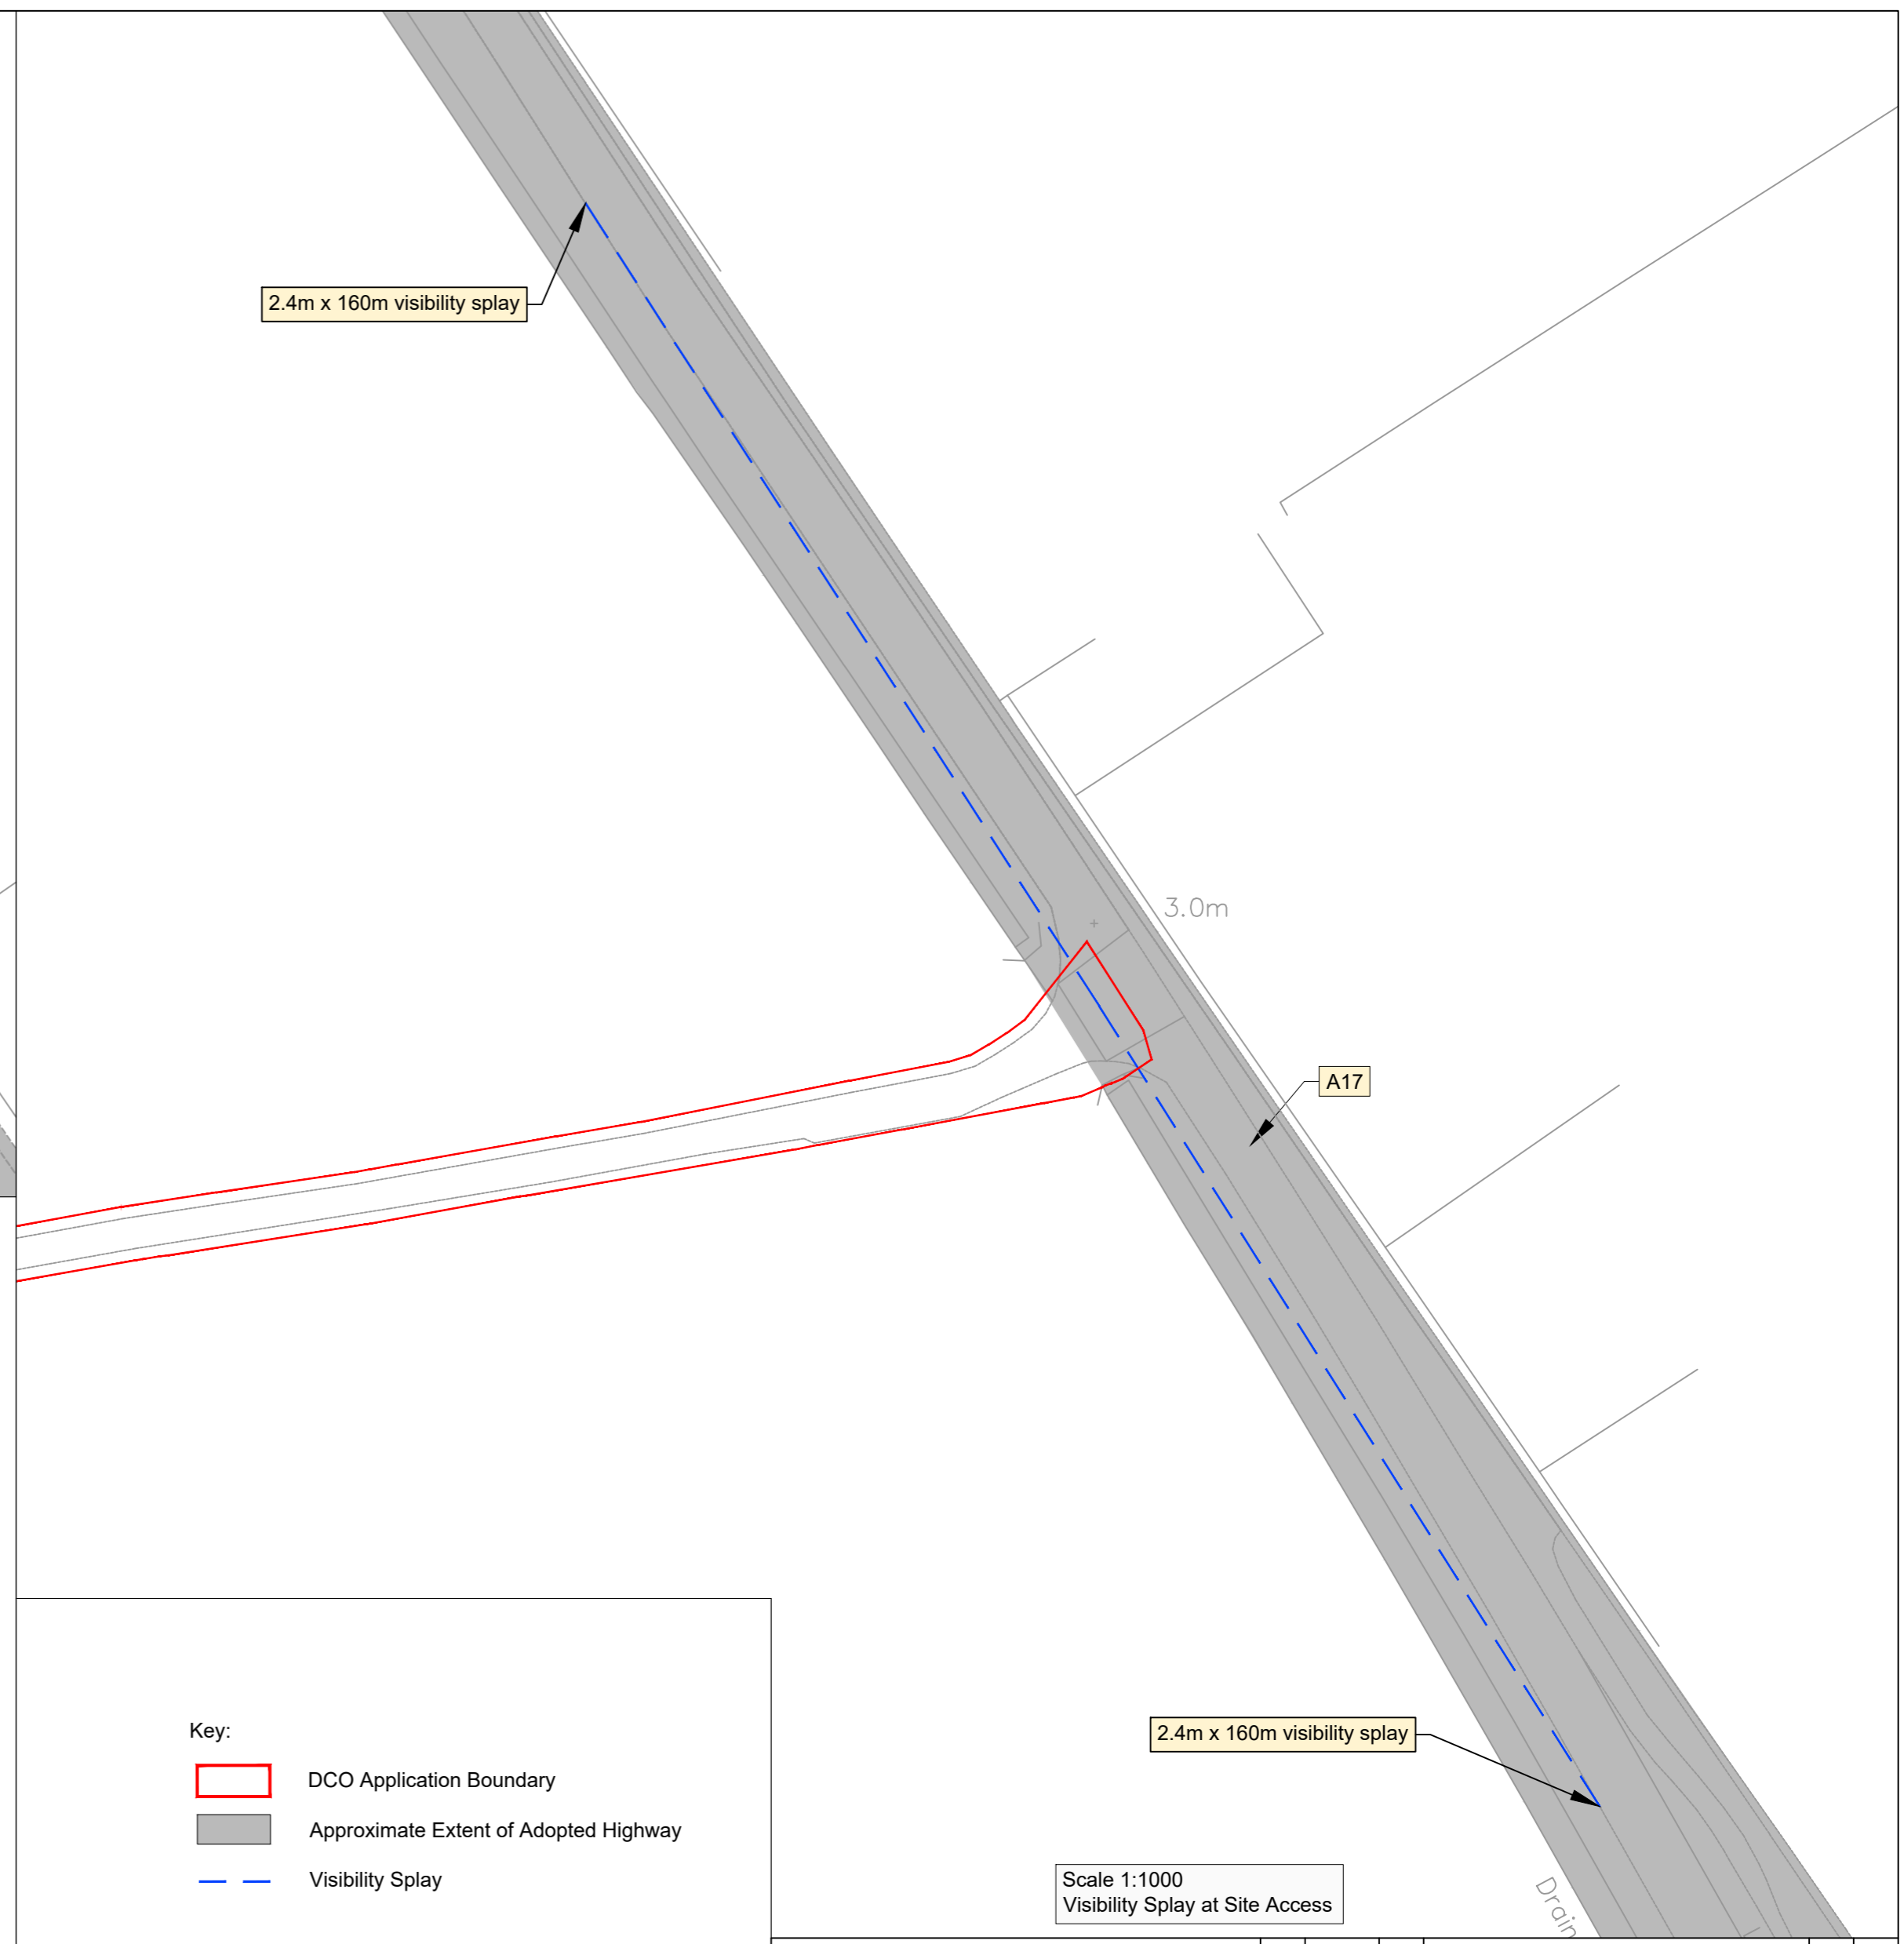 2.4m x 160m visibility splay
3.0m
A17
2.4m x 160m visibility splay
Key:
DCO Application Boundary
Approximate Extent of Adopted Highway
Visibility Splay
Scale 1:1000
Visibility Splay at Site Access
Drain